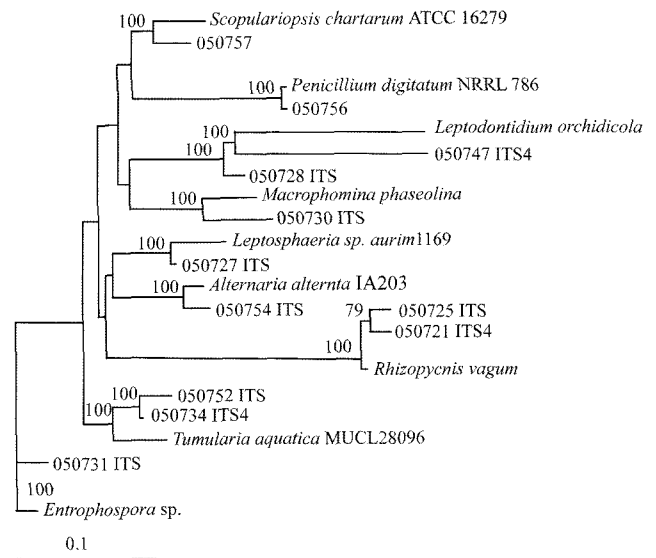 100
Scopulariopsis chartarum ATCC 16279
050757
100
Penicillium digitatum NRRL 786
050756
100
Leptodontidium orchidicola
100
050747 ITS4
050728 ITS
100
Macrophomina phaseolina
050730 ITS
100
Leptosphaeria sp. aurim1169
050727 ITS
100
Alternaria alternta IA203
050754 ITS
79
050725 ITS
050721 ITS4
100
Rhizopycnis vagum
100
050752 ITS
100
050734 ITS4
Tumularia aquatica MUCL28096
050731 ITS
100
Entrophospora sp.
0.1